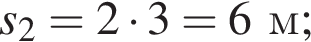 s₂ = 2 · 3 = 6 м;